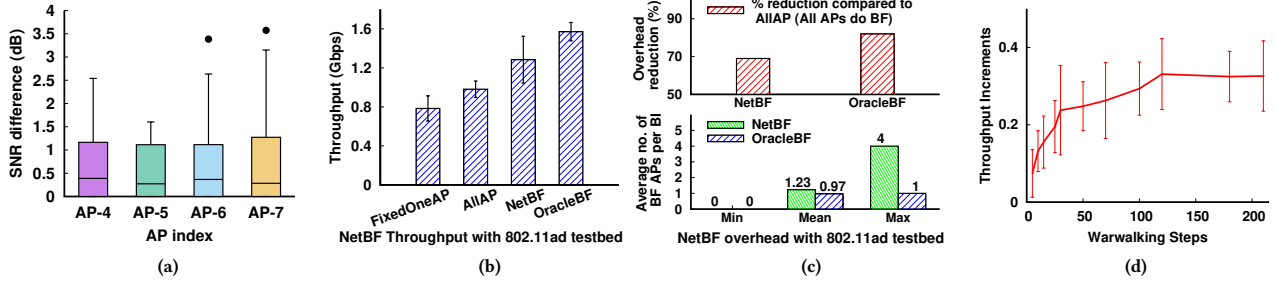 4
3.5
3
2.5
2
1.5
1
0.5
0
SNR difference (dB)
AP-4 AP-5 AP-6 AP-7
AP index
(a)
1.6
1.2
0.8
0.4
0
Throughput (Gbps)
FixedOneAP AllAP NetBF OracleBF
NetBF Throughput with 802.11ad testbed
(b)
% reduction compared to
AllAP (All APs do BF)
90
70
50
Overhead
reduction (%)
NetBF OracleBF
NetBF
OracleBF
5
4
3
2
1
0
Average no. of
BF APs per BI
0 0 1.23 0.97 4 1
Min Mean Max
NetBF overhead with 802.11ad testbed
(c)
0.4
0.2
0
Throughput Increments
0 50 100 150 200
Warwalking Steps
(d)